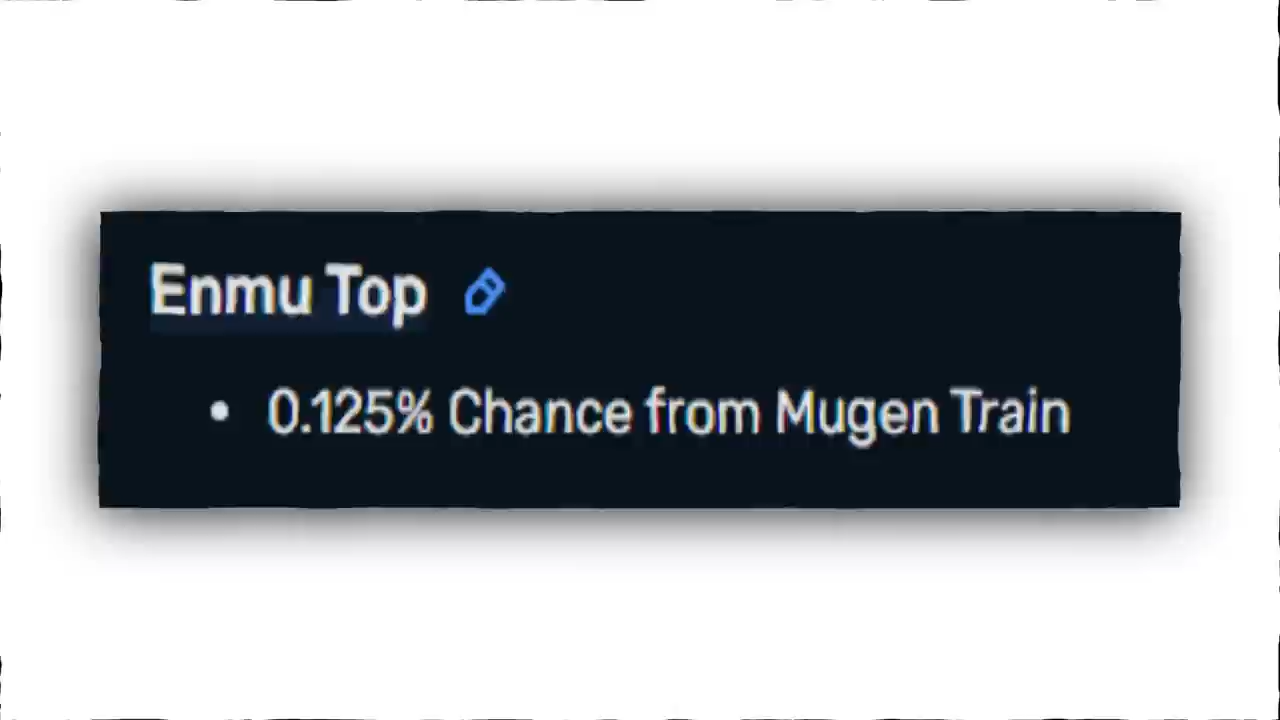 Enmu Top
• 0.125% Chance from Mugen Train